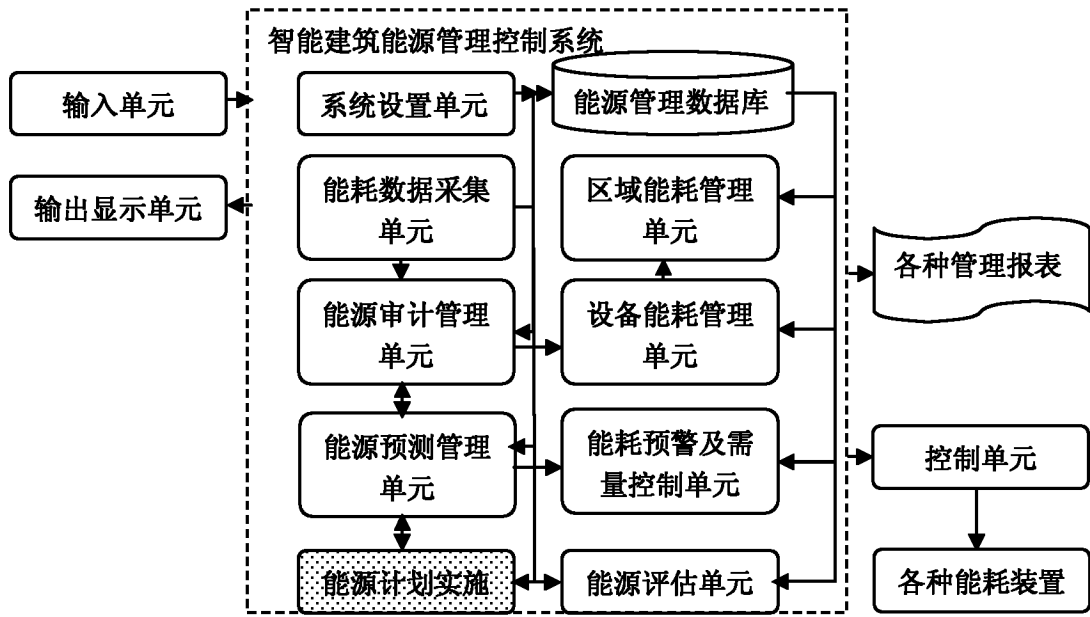 智能建筑能源管理控制系统
输入单元
系统设置单元
能源管理数据库
输出显示单元
能耗数据采集
单元
区域能耗管理
单元
各种管理报表
能源审计管理
单元
设备能耗管理
单元
能源预测管理
单元
能耗预警及需
量控制单元
控制单元
能源计划实施
能源评估单元
各种能耗装置